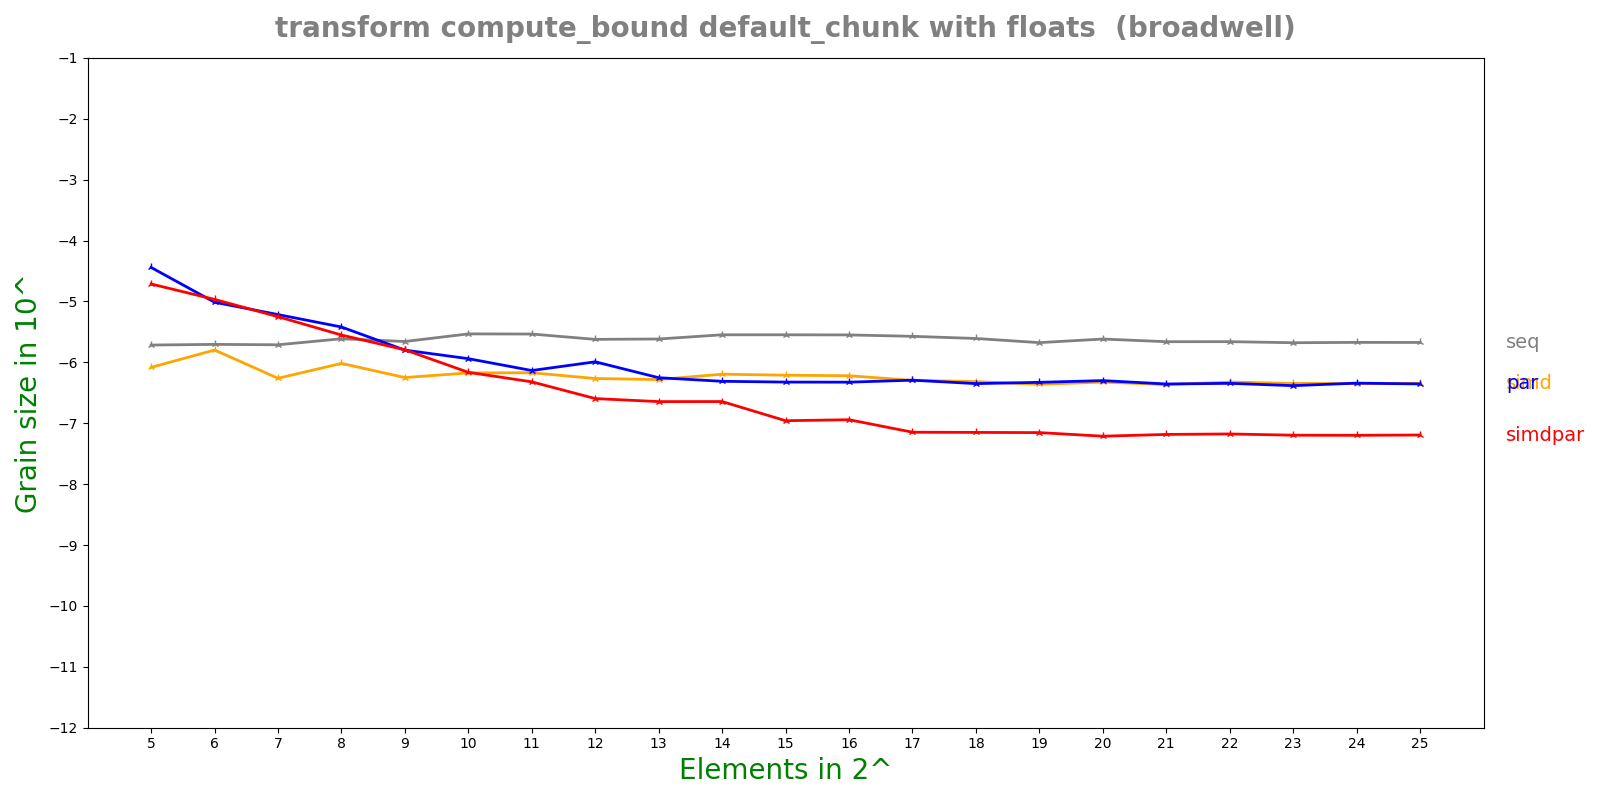 transform compute_bound default_chunk with floats (broadwell)
Grain size in 10^
−1
−2
−3
−4
−5
−6
−7
−8
−9
−10
−11
−12
seq
simd
par
simdpar
5 6 7 8 9 10 11 12 13 14 15 16 17 18 19 20 21 22 23 24 25
Elements in 2^